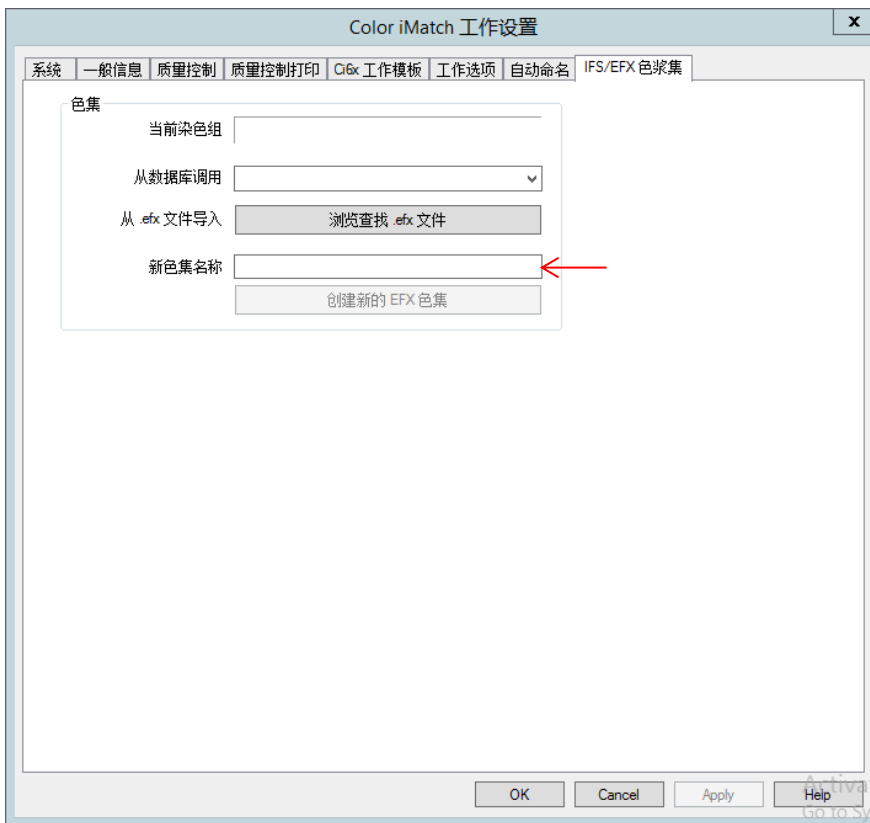 Color iMatch 工作设置
x
系统 一般信息 质量控制 质量控制打印 Ci6x 工作模板 工作选项 自动命名 IFS/EFX 色浆集
色集
当前染色组
从数据库调用
从 .efx 文件导入 浏览查找 .efx 文件
新色集名称
创建新的 EFX 色集
OK Cancel Apply Help
Activa
Go to Sy